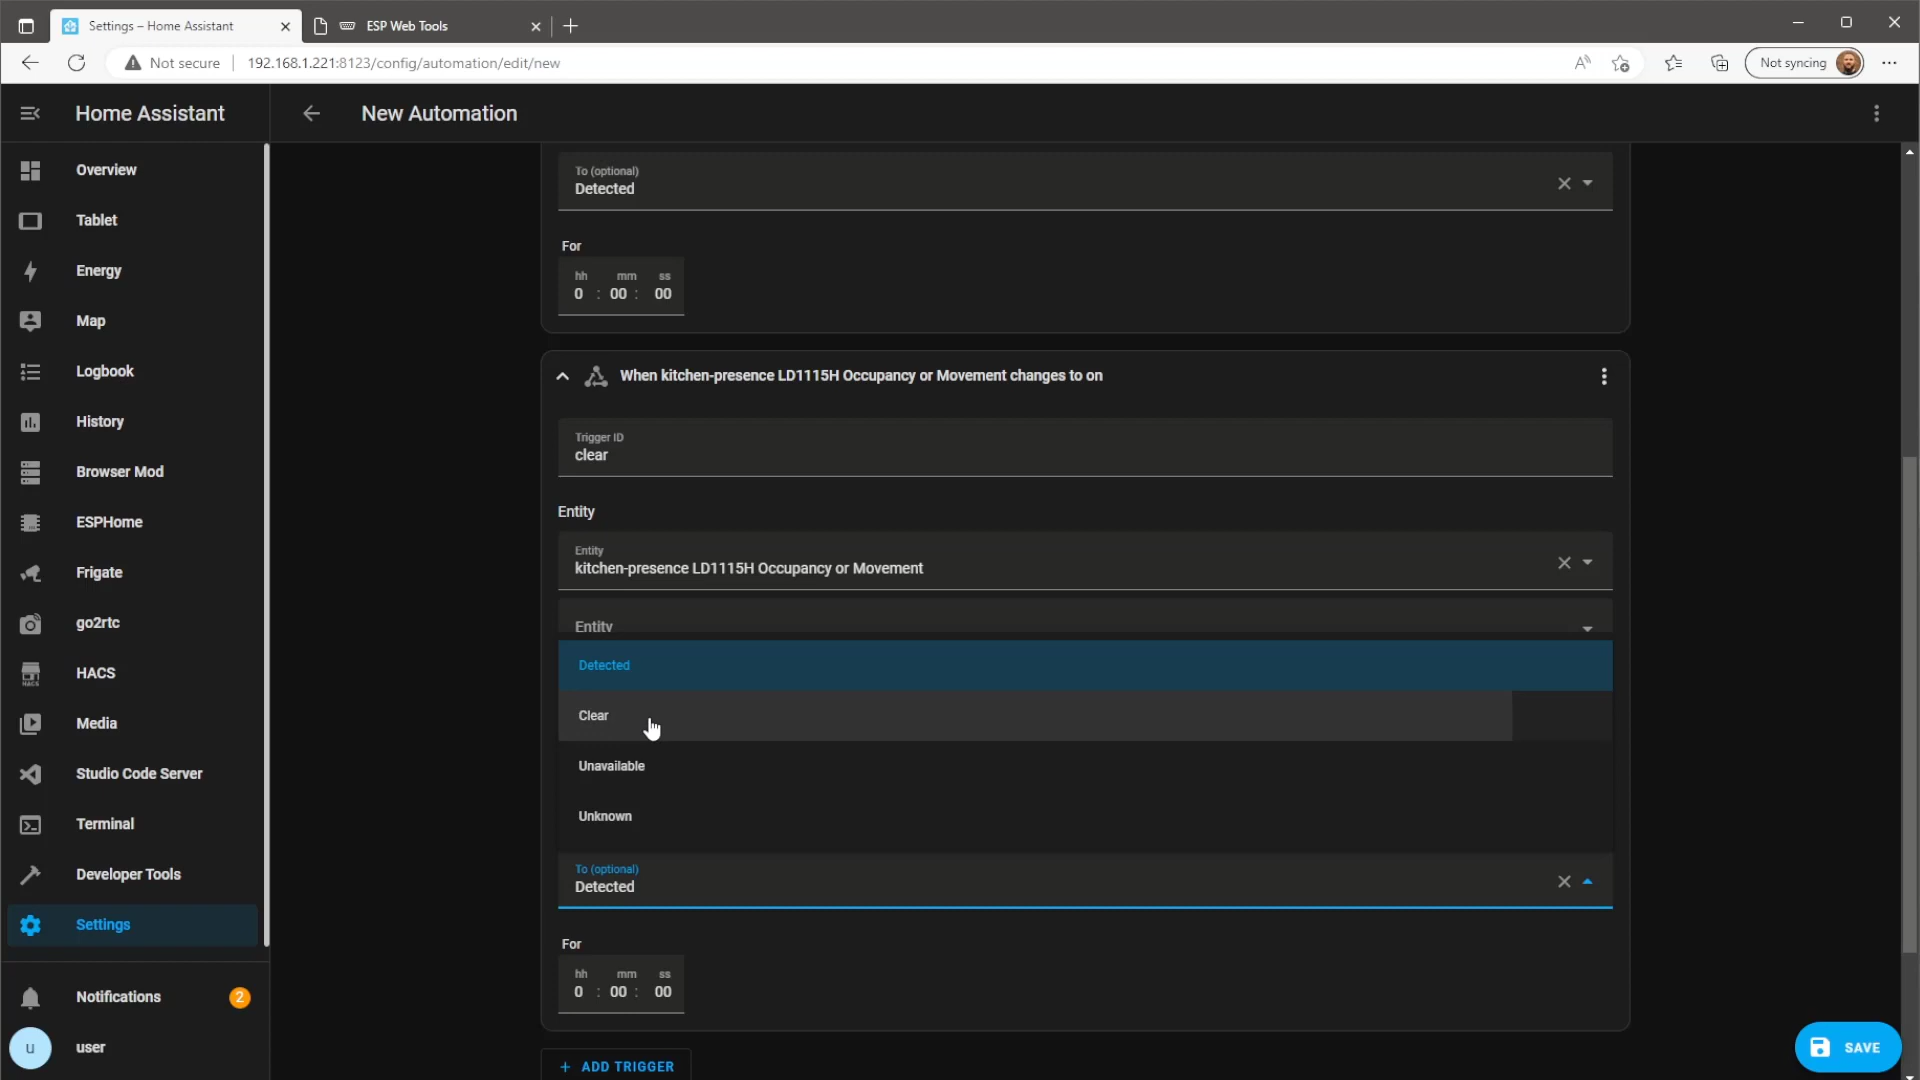 Settings – Home Assistant
ESP Web Tools
Not secure
192.168.1.221:8123/config/automation/edit/new
Not syncing
Home Assistant
New Automation
Overview
Tablet
Energy
Map
Logbook
History
Browser Mod
ESPHome
Frigate
go2rtc
HACS
Media
Studio Code Server
Terminal
Developer Tools
Settings
Notifications
2
u
user
To (optional)
Detected
For
hh mm ss
0 : 00 : 00
When kitchen-presence LD1115H Occupancy or Movement changes to on
Trigger ID
clear
Entity
Entity
kitchen-presence LD1115H Occupancy or Movement
Entity
Detected
Clear
Unavailable
Unknown
To (optional)
Detected
For
hh mm ss
0 : 00 : 00
+ ADD TRIGGER
SAVE